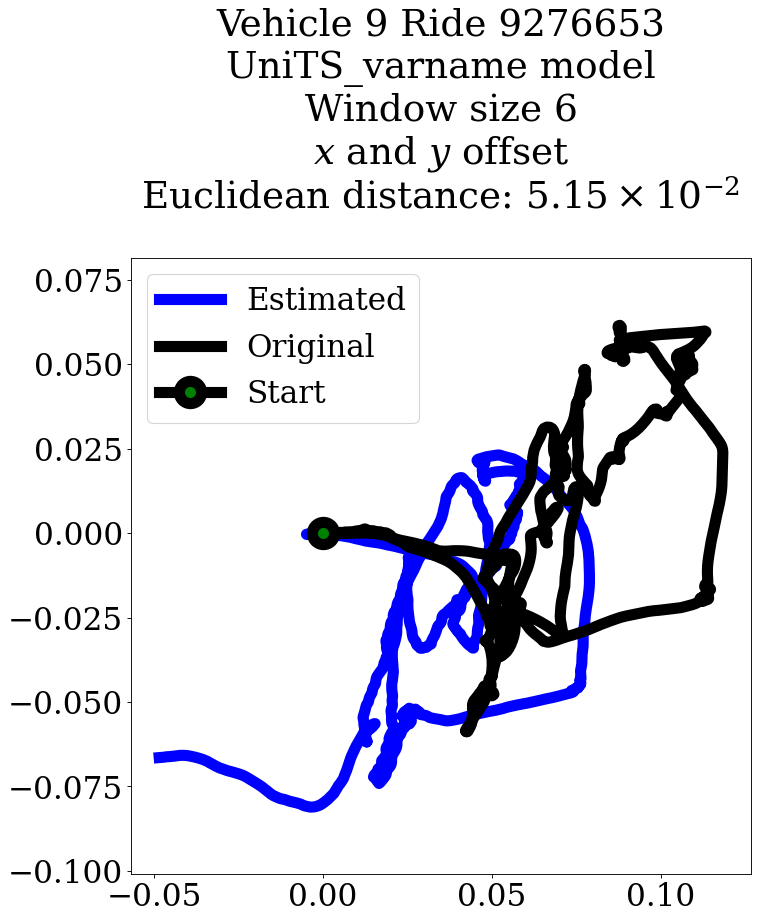 Vehicle 9 Ride 9276653
UniTS_varname model
Window size 6
x and y offset
Euclidean distance: 5.15 × 10⁻²
0.075
0.050
0.025
0.000
−0.025
−0.050
−0.075
−0.100
Estimated
Original
Start
−0.05
0.00
0.05
0.10